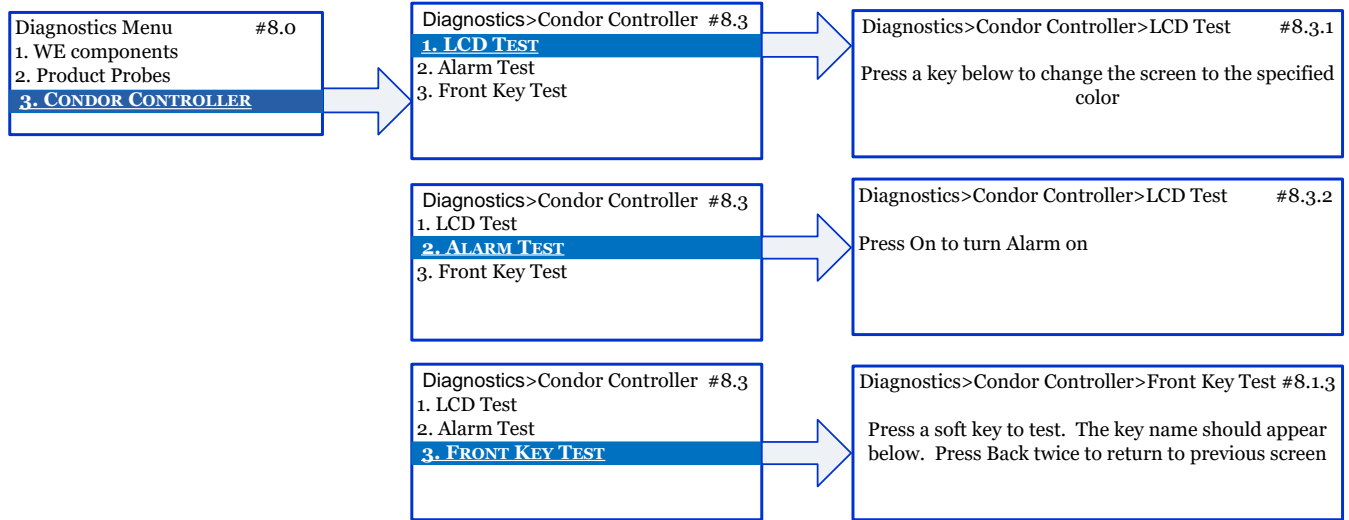 Diagnostics Menu #8.0
1. WE components
2. Product Probes
3. CONDOR CONTROLLER
Diagnostics>Condor Controller #8.3
1. LCD TEST
2. Alarm Test
3. Front Key Test
Diagnostics>Condor Controller>LCD Test #8.3.1
Press a key below to change the screen to the specified
color
Diagnostics>Condor Controller #8.3
1. LCD Test
2. ALARM TEST
3. Front Key Test
Diagnostics>Condor Controller>LCD Test #8.3.2
Press On to turn Alarm on
Diagnostics>Condor Controller #8.3
1. LCD Test
2. Alarm Test
3. FRONT KEY TEST
Diagnostics>Condor Controller>Front Key Test #8.1.3
Press a soft key to test. The key name should appear
below. Press Back twice to return to previous screen